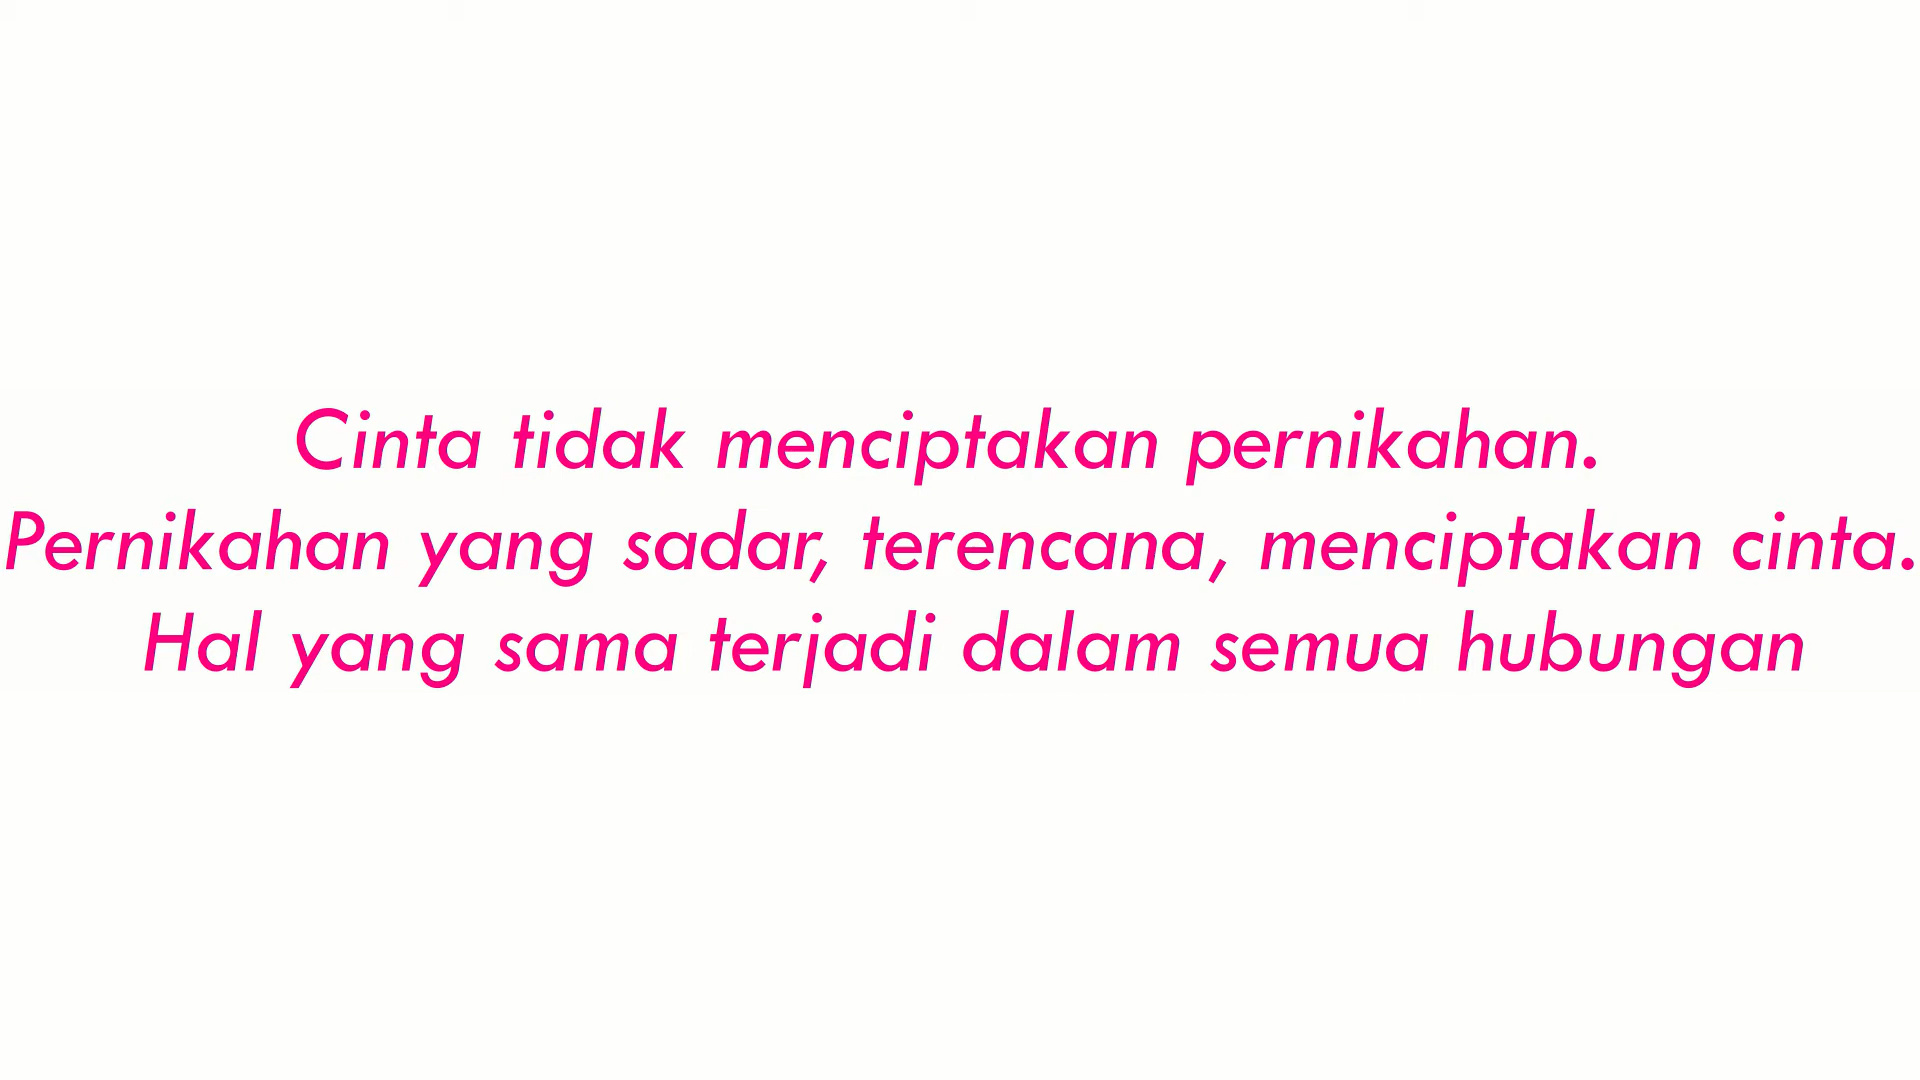 Cinta tidak menciptakan pernikahan.
Pernikahan yang sadar, terencana, menciptakan cinta.
Hal yang sama terjadi dalam semua hubungan